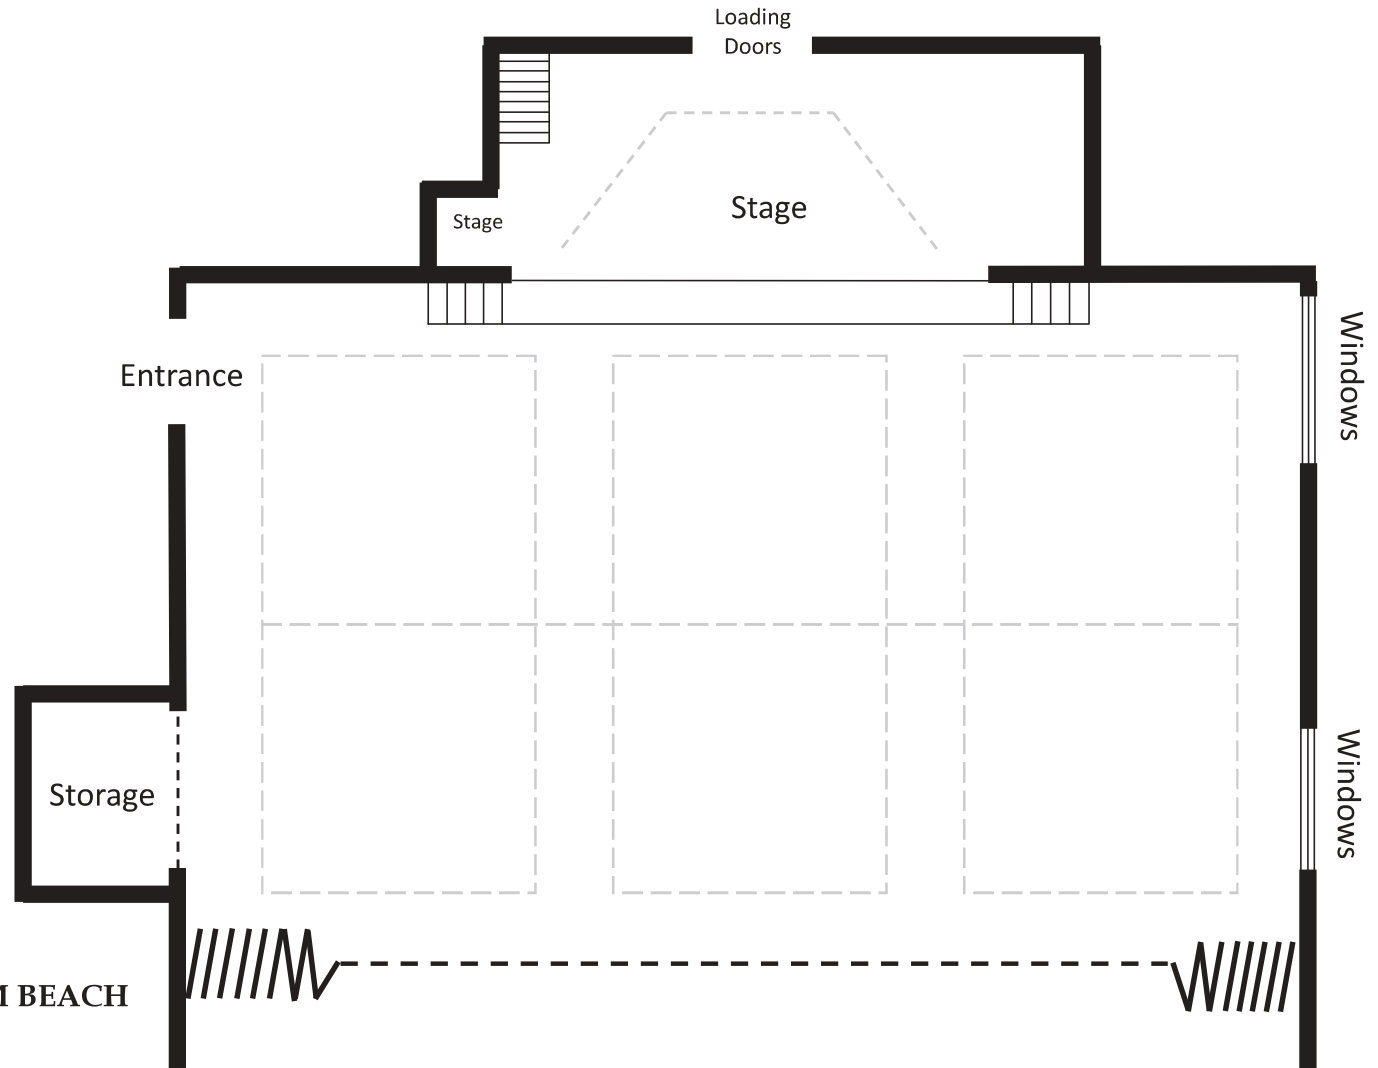 Loading
Doors
Stage
Stage
Entrance
Windows
Storage
Windows
BEACH